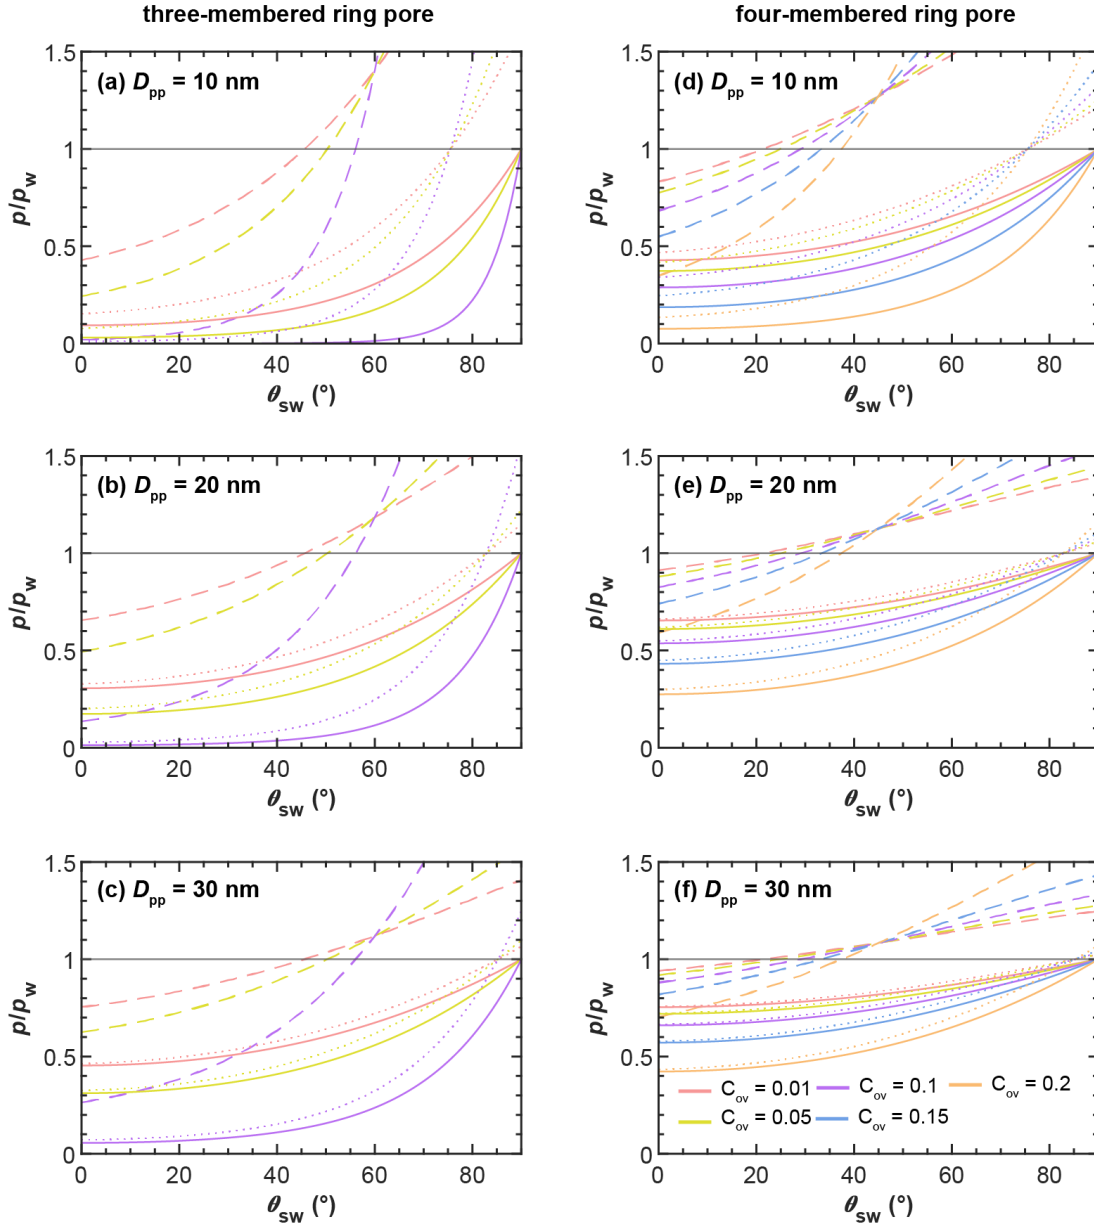 three-membered ring pore
four-membered ring pore
(a) Dpp = 10 nm
1.5
1
0.5
0
p/pw
0 20 40 60 80
θsw (°)
(d) Dpp = 10 nm
1.5
1
0.5
0
p/pw
0 20 40 60 80
θsw (°)
(b) Dpp = 20 nm
1.5
1
0.5
0
p/pw
0 20 40 60 80
θsw (°)
(e) Dpp = 20 nm
1.5
1
0.5
0
p/pw
0 20 40 60 80
θsw (°)
(c) Dpp = 30 nm
1.5
1
0.5
0
p/pw
0 20 40 60 80
θsw (°)
(f) Dpp = 30 nm
1.5
1
0.5
0
p/pw
0 20 40 60 80
θsw (°)
Cov = 0.01 Cov = 0.1 Cov = 0.2
Cov = 0.05 Cov = 0.15